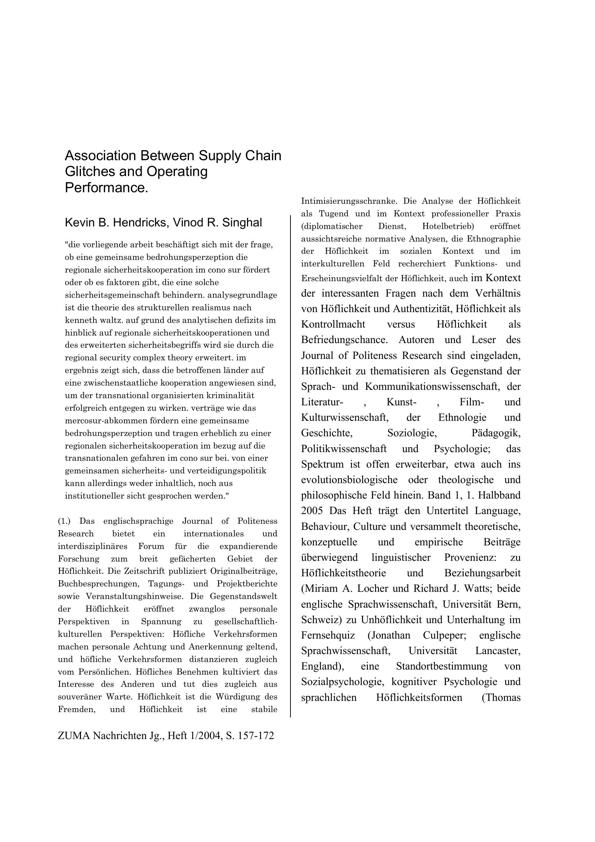 Association Between Supply Chain
Glitches and Operating
Performance.
Kevin B. Hendricks, Vinod R. Singhal
"die vorliegende arbeit beschäftigt sich mit der frage,
ob eine gemeinsame bedrohungsperzeption die
regionale sicherheitskooperation im cono sur fördert
oder ob es faktoren gibt, die eine solche
sicherheitsgemeinschaft behindern. analysegrundlage
ist die theorie des strukturellen realismus nach
kenneth waltz. auf grund des analytischen defizits im
hinblick auf regionale sicherheitskooperationen und
des erweiterten sicherheitsbegriffs wird sie durch die
regional security complex theory erweitert. im
ergebnis zeigt sich, dass die betroffenen länder auf
eine zwischenstaatliche kooperation angewiesen sind,
um der transnational organisierten kriminalität
erfolgreich entgegen zu wirken. verträge wie das
mercosur-abkommen fördern eine gemeinsame
bedrohungsperzeption und tragen erheblich zu einer
regionalen sicherheitskooperation im bezug auf die
transnationalen gefahren im cono sur bei. von einer
gemeinsamen sicherheits- und verteidigungspolitik
kann allerdings weder inhaltlich, noch aus
institutioneller sicht gesprochen werden."
(1.) Das englischsprachige Journal of Politeness
Research bietet ein internationales und
interdisziplinäres Forum für die expandierende
Forschung zum breit gefächerten Gebiet der
Höflichkeit. Die Zeitschrift publiziert Originalbeiträge,
Buchbesprechungen, Tagungs- und Projektberichte
sowie Veranstaltungshinweise. Die Gegenstandswelt
der Höflichkeit eröffnet zwanglos personale
Perspektiven in Spannung zu gesellschaftlich-
kulturellen Perspektiven: Höfliche Verkehrsformen
machen personale Achtung und Anerkennung geltend,
und höfliche Verkehrsformen distanzieren zugleich
vom Persönlichen. Höfliches Benehmen kultiviert das
Interesse des Anderen und tut dies zugleich aus
souveräner Warte. Höflichkeit ist die Würdigung des
Fremden, und Höflichkeit ist eine stabile
Intimisierungsschranke. Die Analyse der Höflichkeit
als Tugend und im Kontext professioneller Praxis
(diplomatischer Dienst, Hotelbetrieb) eröffnet
aussichtsreiche normative Analysen, die Ethnographie
der Höflichkeit im sozialen Kontext und im
interkulturellen Feld recherchiert Funktions- und
Erscheinungsvielfalt der Höflichkeit, auch im Kontext
der interessanten Fragen nach dem Verhältnis
von Höflichkeit und Authentizität, Höflichkeit als
Kontrollmacht versus Höflichkeit als
Befriedungschance. Autoren und Leser des
Journal of Politeness Research sind eingeladen,
Höflichkeit zu thematisieren als Gegenstand der
Sprach- und Kommunikationswissenschaft, der
Literatur- , Kunst- , Film- und
Kulturwissenschaft, der Ethnologie und
Geschichte, Soziologie, Pädagogik,
Politikwissenschaft und Psychologie; das
Spektrum ist offen erweiterbar, etwa auch ins
evolutionsbiologische oder theologische und
philosophische Feld hinein. Band 1, 1. Halbband
2005 Das Heft trägt den Untertitel Language,
Behaviour, Culture und versammelt theoretische,
konzeptuelle und empirische Beiträge
überwiegend linguistischer Provenienz: zu
Höflichkeitstheorie und Beziehungsarbeit
(Miriam A. Locher und Richard J. Watts; beide
englische Sprachwissenschaft, Universität Bern,
Schweiz) zu Unhöflichkeit und Unterhaltung im
Fernsehquiz (Jonathan Culpeper; englische
Sprachwissenschaft, Universität Lancaster,
England), eine Standortbestimmung von
Sozialpsychologie, kognitiver Psychologie und
sprachlichen Höflichkeitsformen (Thomas
ZUMA Nachrichten Jg., Heft 1/2004, S. 157-172